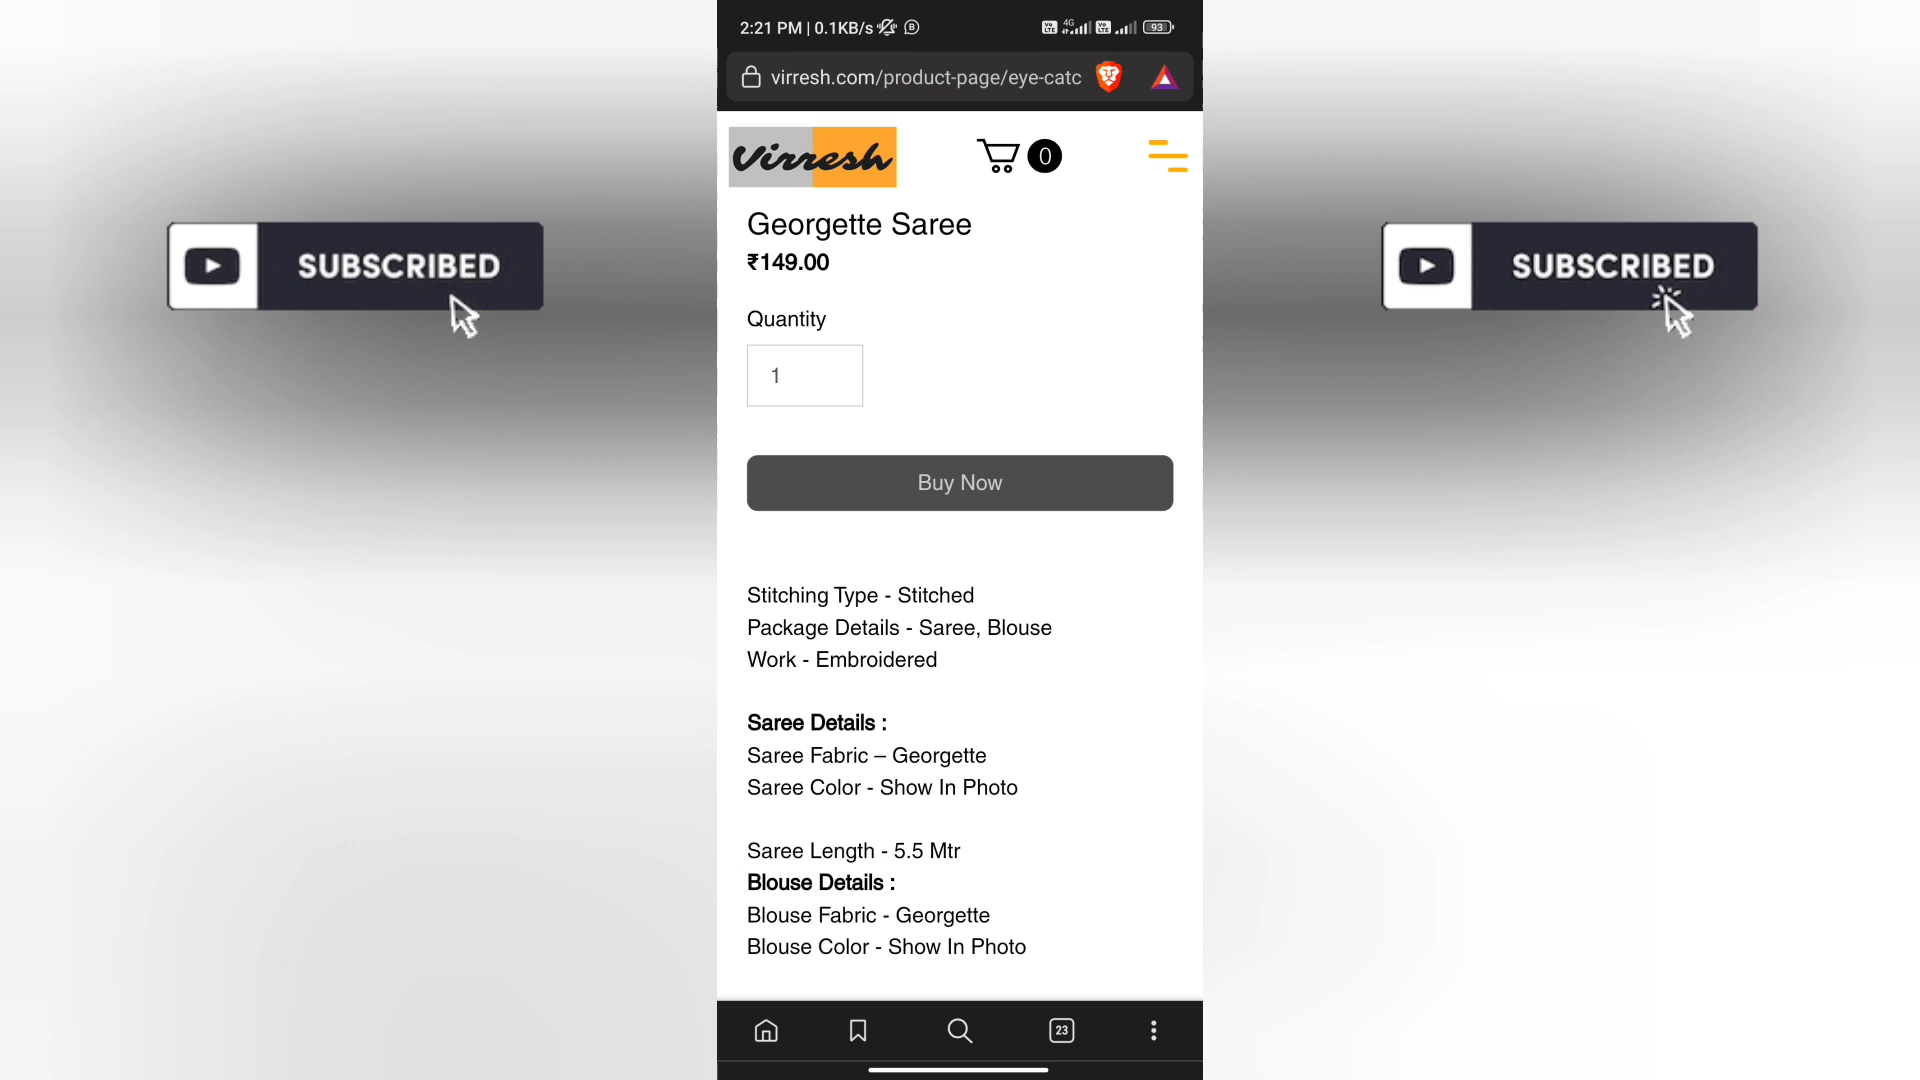 2:21 PM | 0.1KB/s
4G
93
virresh.com/product-page/eye-catc
Virresh
0
Georgette Saree
₹149.00
SUBSCRIBED
SUBSCRIBED
Quantity
1
Buy Now
Stitching Type - Stitched
Package Details - Saree, Blouse
Work - Embroidered
Saree Details :
Saree Fabric – Georgette
Saree Color - Show In Photo
Saree Length - 5.5 Mtr
Blouse Details :
Blouse Fabric - Georgette
Blouse Color - Show In Photo
23